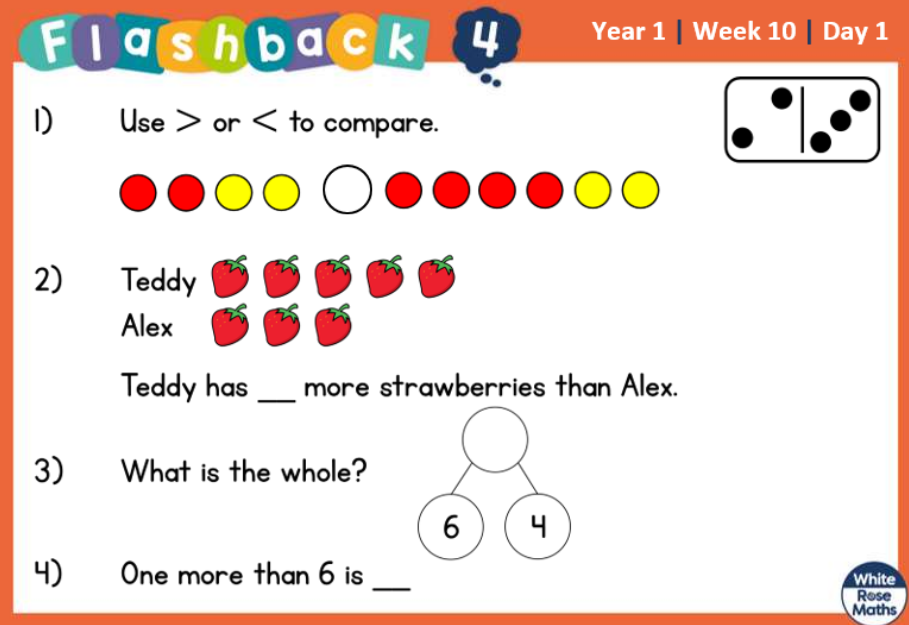 Flashback 4
Year 1 | Week 10 | Day 1
1) Use > or < to compare.
2) Teddy
Alex
Teddy has ___ more strawberries than Alex.
3) What is the whole?
6 4
4) One more than 6 is ___
White
Rose
Maths